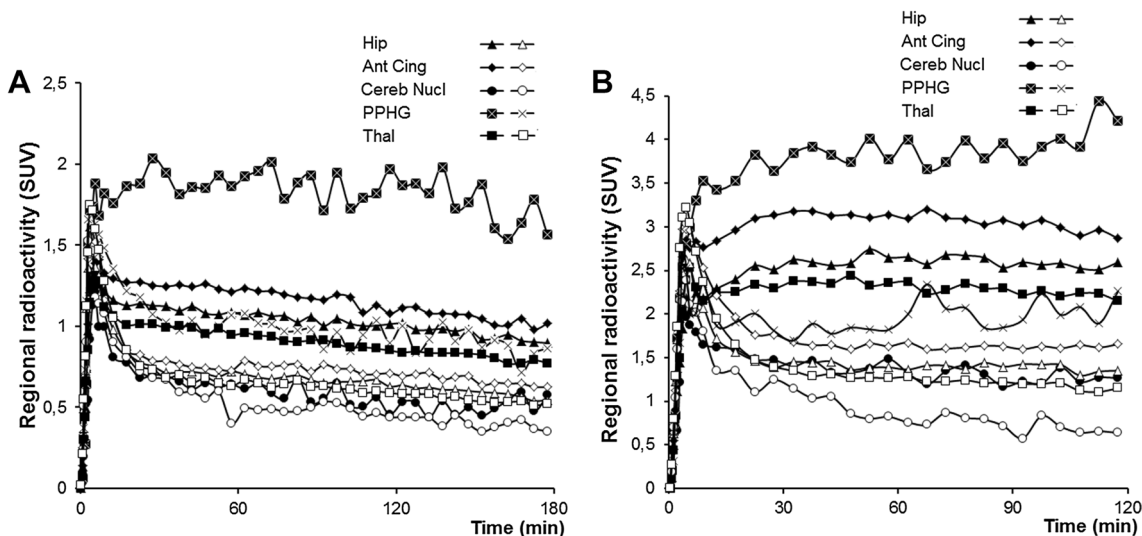 A
Hip
Ant Cing
Cereb Nucl
PPHG
Thal
Regional radioactivity (SUV)
2,5
2
1,5
1
0,5
0
0 60 120 180
Time (min)
B
Hip
Ant Cing
Cereb Nucl
PPHG
Thal
Regional radioactivity (SUV)
4,5
4
3,5
3
2,5
2
1,5
1
0,5
0
0 30 60 90 120
Time (min)